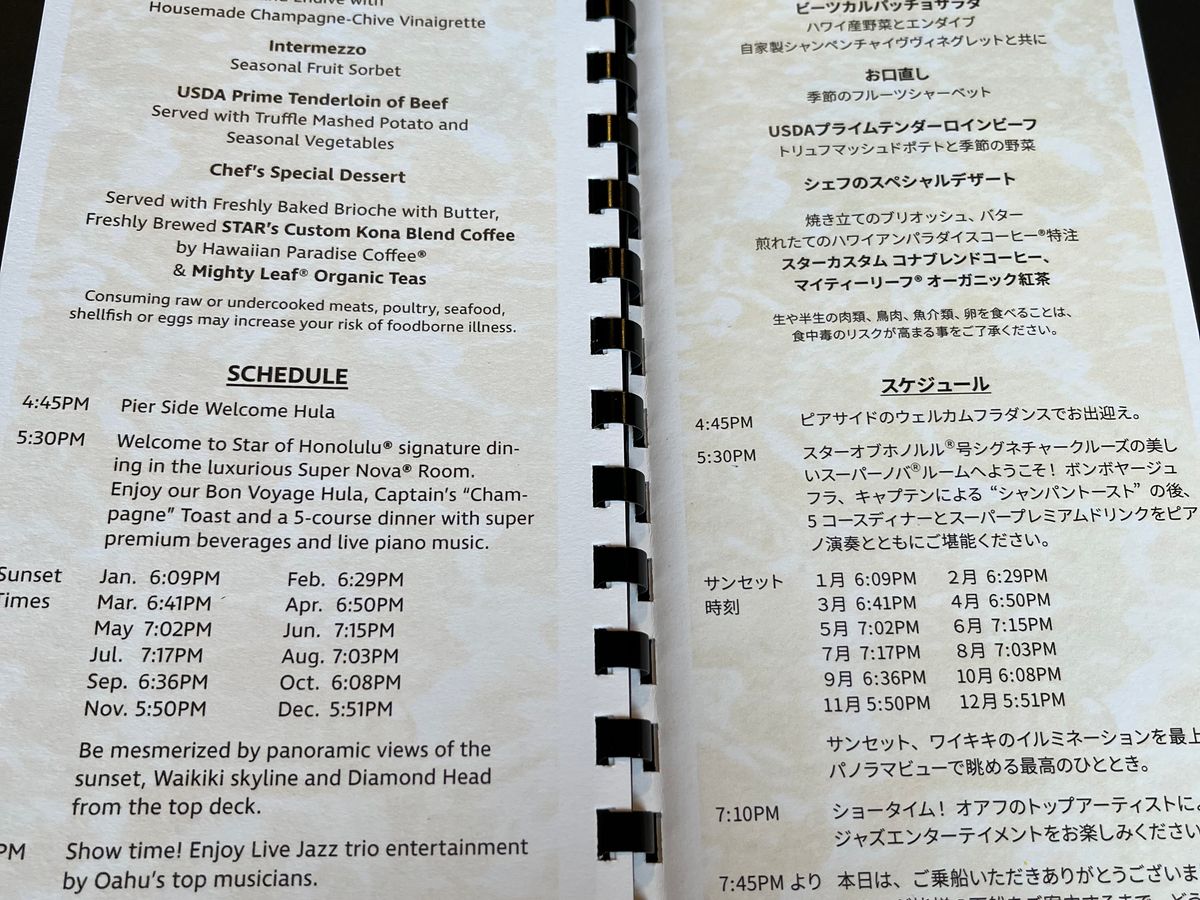 Housemade Champagne-Chive Vinaigrette
Intermezzo
Seasonal Fruit Sorbet
USDA Prime Tenderloin of Beef
Served with Truffle Mashed Potato and
Seasonal Vegetables
Chef's Special Dessert
Served with Freshly Baked Brioche with Butter,
Freshly Brewed STAR's Custom Kona Blend Coffee
by Hawaiian Paradise Coffee®
& Mighty Leaf® Organic Teas
Consuming raw or undercooked meats, poultry, seafood,
shellfish or eggs may increase your risk of foodborne illness.
SCHEDULE
4:45PM Pier Side Welcome Hula
5:30PM Welcome to Star of Honolulu® signature din-
ing in the luxurious Super Nova® Room.
Enjoy our Bon Voyage Hula, Captain's "Cham-
pagne" Toast and a 5-course dinner with super
premium beverages and live piano music.
Sunset Jan. 6:09PM Feb. 6:29PM
Times Mar. 6:41PM Apr. 6:50PM
May 7:02PM Jun. 7:15PM
Jul. 7:17PM Aug. 7:03PM
Sep. 6:36PM Oct. 6:08PM
Nov. 5:50PM Dec. 5:51PM
Be mesmerized by panoramic views of the
sunset, Waikiki skyline and Diamond Head
from the top deck.
PM Show time! Enjoy Live Jazz trio entertainment
by Oahu's top musicians.
ビーツカルパッチョサラダ
ハワイ産野菜とエンダイブ
自家製シャンペンチャイヴヴィネグレットと共に
お口直し
季節のフルーツシャーベット
USDAプライムテンダーロインビーフ
トリュフマッシュドポテトと季節の野菜
シェフのスペシャルデザート
焼き立てのブリオッシュ、バター
煎れたてのハワイアンパラダイスコーヒー®特注
スターカスタム コナブレンドコーヒー、
マイティーリーフ® オーガニック紅茶
生や半生の肉類、鳥肉、魚介類、卵を食べることは、
食中毒のリスクが高まる事をご了承ください。
スケジュール
4:45PM ピアサイドのウェルカムフラダンスでお出迎え。
5:30PM スターオブホノルル®号シグネチャークルーズの美し
いスーパーノバ®ルームへようこそ！ボンボヤージュ
フラ、キャプテンによる“シャンパントースト”の後、
5コースディナーとスーパープレミアムドリンクをピア
ノ演奏とともにご堪能ください。
サンセット 1月 6:09PM 2月 6:29PM
時刻 3月 6:41PM 4月 6:50PM
5月 7:02PM 6月 7:15PM
7月 7:17PM 8月 7:03PM
9月 6:36PM 10月 6:08PM
11月 5:50PM 12月 5:51PM
サンセット、ワイキキのイルミネーションを最上
パノラマビューで眺める最高のひととき。
7:10PM ショータイム！オアフのトップアーティストに
ジャズエンターテイメントをお楽しみください
7:45PM より 本日は、ご乗船いただきありがとうございま